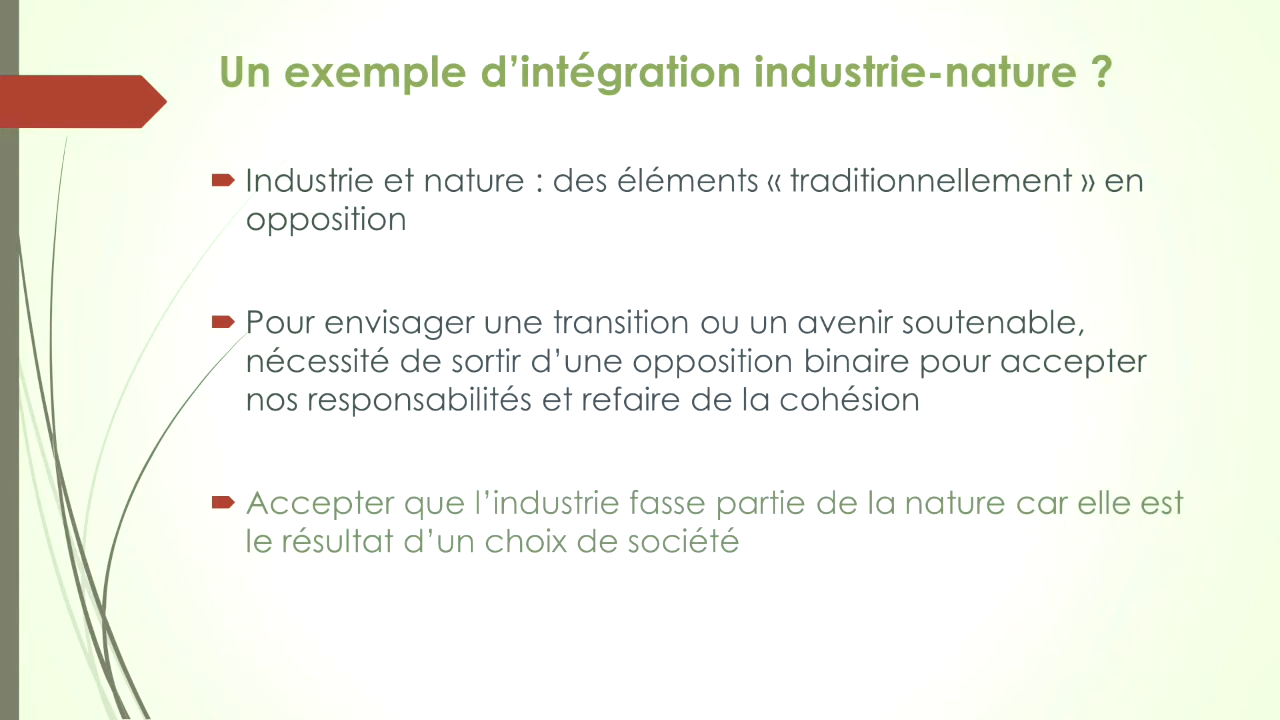 Un exemple d’intégration industrie-nature ?
Industrie et nature : des éléments « traditionnellement » en
opposition
Pour envisager une transition ou un avenir soutenable,
nécessité de sortir d’une opposition binaire pour accepter
nos responsabilités et refaire de la cohésion
Accepter que l’industrie fasse partie de la nature car elle est
le résultat d’un choix de société